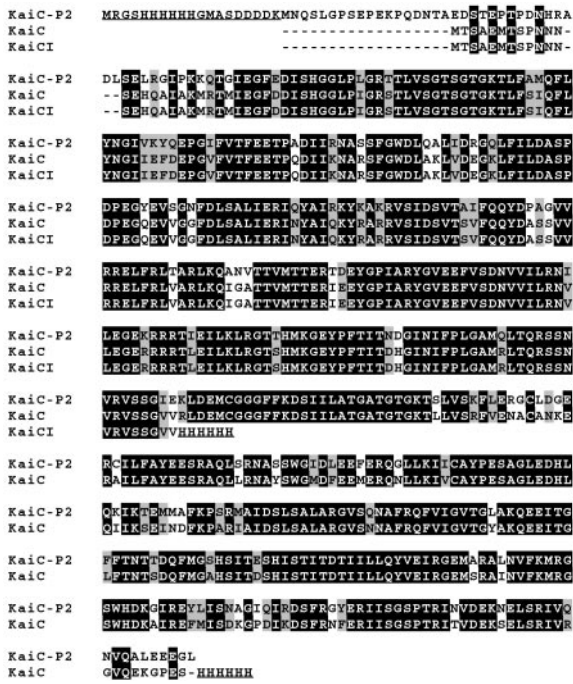 KaiC-P2 MRGSHHHHHHGMASDDDDKMNQSLGPSEPEKPQDNTAEDSTEPTPDNHRA
KaiC -----------------MTSAEMTSPNNN-
KaiCI -----------------MTSAEMTSPNNN-
KaiC-P2 DLSELRGIPKKQTGIEGFEDISHGGLPLGRTTLVSGTSGTGKTLFAMQFL
KaiC --SEHQAIAKMRTMIEGFDDISHGGLPIGRSTLVSGTSGTGKTLFSIQFL
KaiCI --SEHQAIAKMRTMIEGFDDISHGGLPIGRSTLVSGTSGTGKTLFSIQFL
KaiC-P2 YNGIVKYQEPGIFVTFEETPADIIRNASSFGWDLQALIDRGQLFILDASP
KaiC YNGIIEFDEPGVFVTFEETPQDIIKNARSFGWDLAKLVDEGKLFILDASP
KaiCI YNGIIEFDEPGVFVTFEETPQDIIKNARSFGWDLAKLVDEGKLFILDASP
KaiC-P2 DPEGYEVSGNFDLSALIERIQYAIRKYKAKRVSIDSVTAIFQQYDPAGVV
KaiC DPEGQEVVGGFDLSALIERINYAIQKYRARRVSIDSVTSVFQQYDASSVV
KaiCI DPEGQEVVGGFDLSALIERINYAIQKYRARRVSIDSVTSVFQQYDASSVV
KaiC-P2 RRELFRLTARLKQANVTTVMTTERTDEYGPIARYGVEEFVSDNVVILRNI
KaiC RRELFRLVARLKQIGATTVMTTERIEEYGPIARYGVEEFVSDNVVILRNV
KaiCI RRELFRLVARLKQIGATTVMTTERIEEYGPIARYGVEEFVSDNVVILRNV
KaiC-P2 LEGEKRRRTIEILKLRGTTHMKGEYPFTITNDGINIFPLGAMQLTQRSSN
KaiC LEGERRRRTLEILKLRGTSHMKGEYPFTITDHGINIFPLGAMRLTQRSSN
KaiCI LEGERRRRTLEILKLRGTSHMKGEYPFTITDHGINIFPLGAMRLTQRSSN
KaiC-P2 VRVSSGIEKLDEMCGGGFFKDSIILATGATGTGKTSLVSKFLERGCLDGE
KaiC VRVSSGVVRLDEMCGGGFFKDSIILATGATGTGKTLLVSRFVENACANKE
KaiCI VRVSSGVVHHHHHH
KaiC-P2 RCILFAYEESRAQLSRNASSWGIDLEEFERQGLLKIICAYPESAGLEDHL
KaiC RAILFAYEESRAQLLRNAYSWGMDFEEMERQNLLKIVCAYPESAGLEDHL
KaiC-P2 QKIKTEMMAFKPSRMAIDSLSALARGVSQNAFRQFVIGVTGLAKQEEITG
KaiC QIIKSEINDFKPARIAIDSLSALARGVSNNAFRQFVIGVTGYAKQEEITG
KaiC-P2 FFTNTTDQFMGSHSITESHISTITDTIILLQYVEIRGEMARALNVFKMRG
KaiC LFTNTSDQFMGAHSITDSHISTITDTIILLQYVEIRGEMSRAINVFKMRG
KaiC-P2 SWHDKGIREYLISNAGIQIRDSFRGYERIISGSPTRINVDEKNELSRIVQ
KaiC SWHDKAIREFMISDKGPDIKDSFRNFERIISGSPTRITVDEKSELSRIVR
KaiC-P2 NVQALEEEGL
KaiC GVQEKGPES-HHHHHH